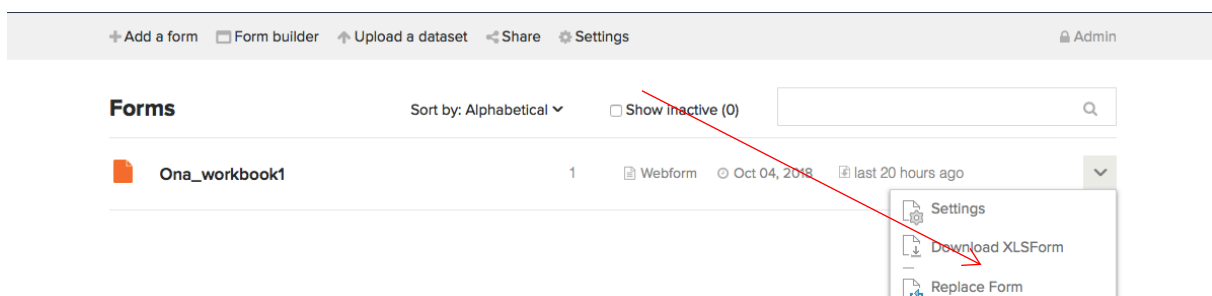 Add a form Form builder Upload a dataset Share Settings Admin
Forms Sort by: Alphabetical Show inactive (0)
Ona_workbook1 1 Webform Oct 04, 2018 last 20 hours ago
Settings
Download XLSForm
Replace Form